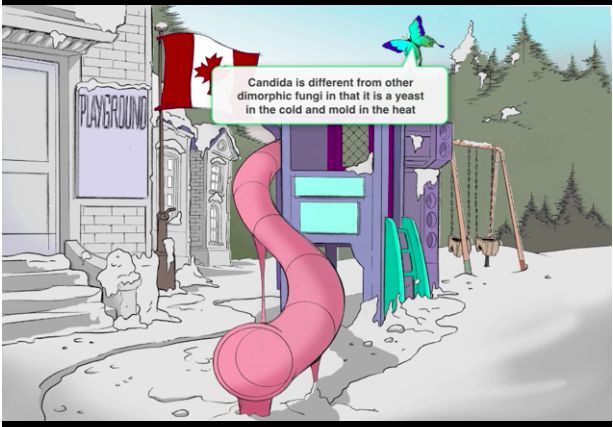 Candida is different from other
dimorphic fungi in that it is a yeast
in the cold and mold in the heat
PLAYGROUND